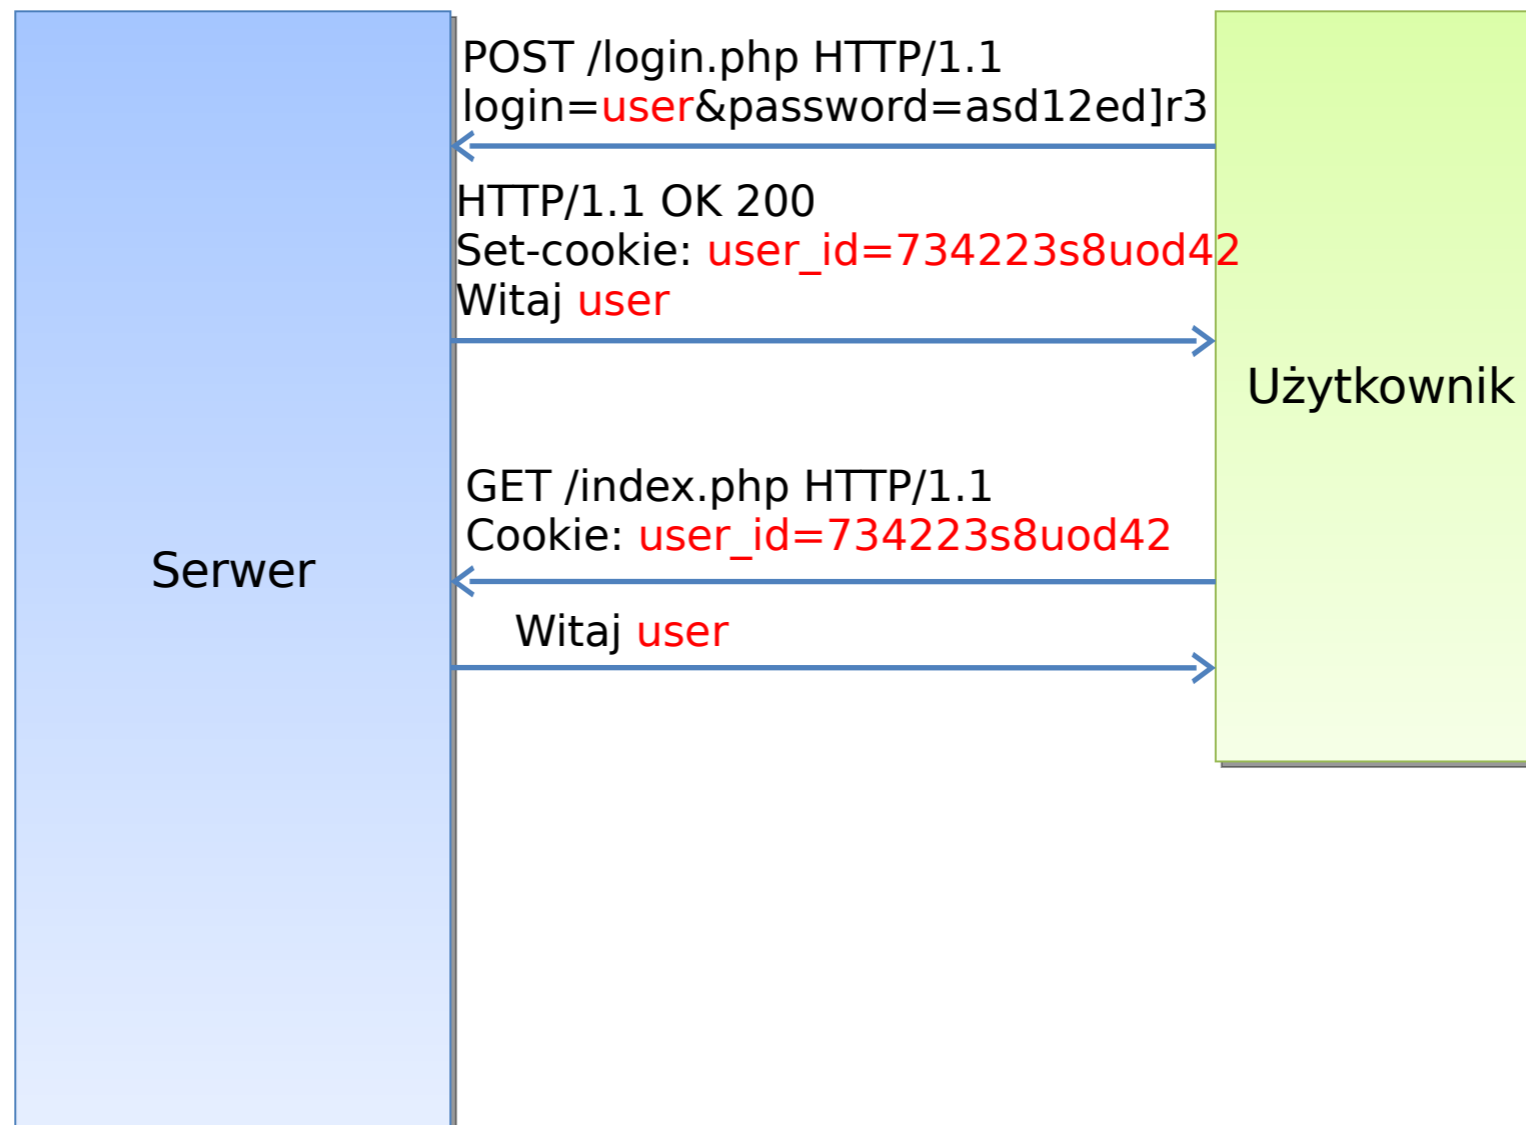 POST /login.php HTTP/1.1
login=user&password=asd12ed]r3
HTTP/1.1 OK 200
Set-cookie: user_id=734223s8uod42
Witaj user
Użytkownik
GET /index.php HTTP/1.1
Cookie: user_id=734223s8uod42
Serwer
Witaj user